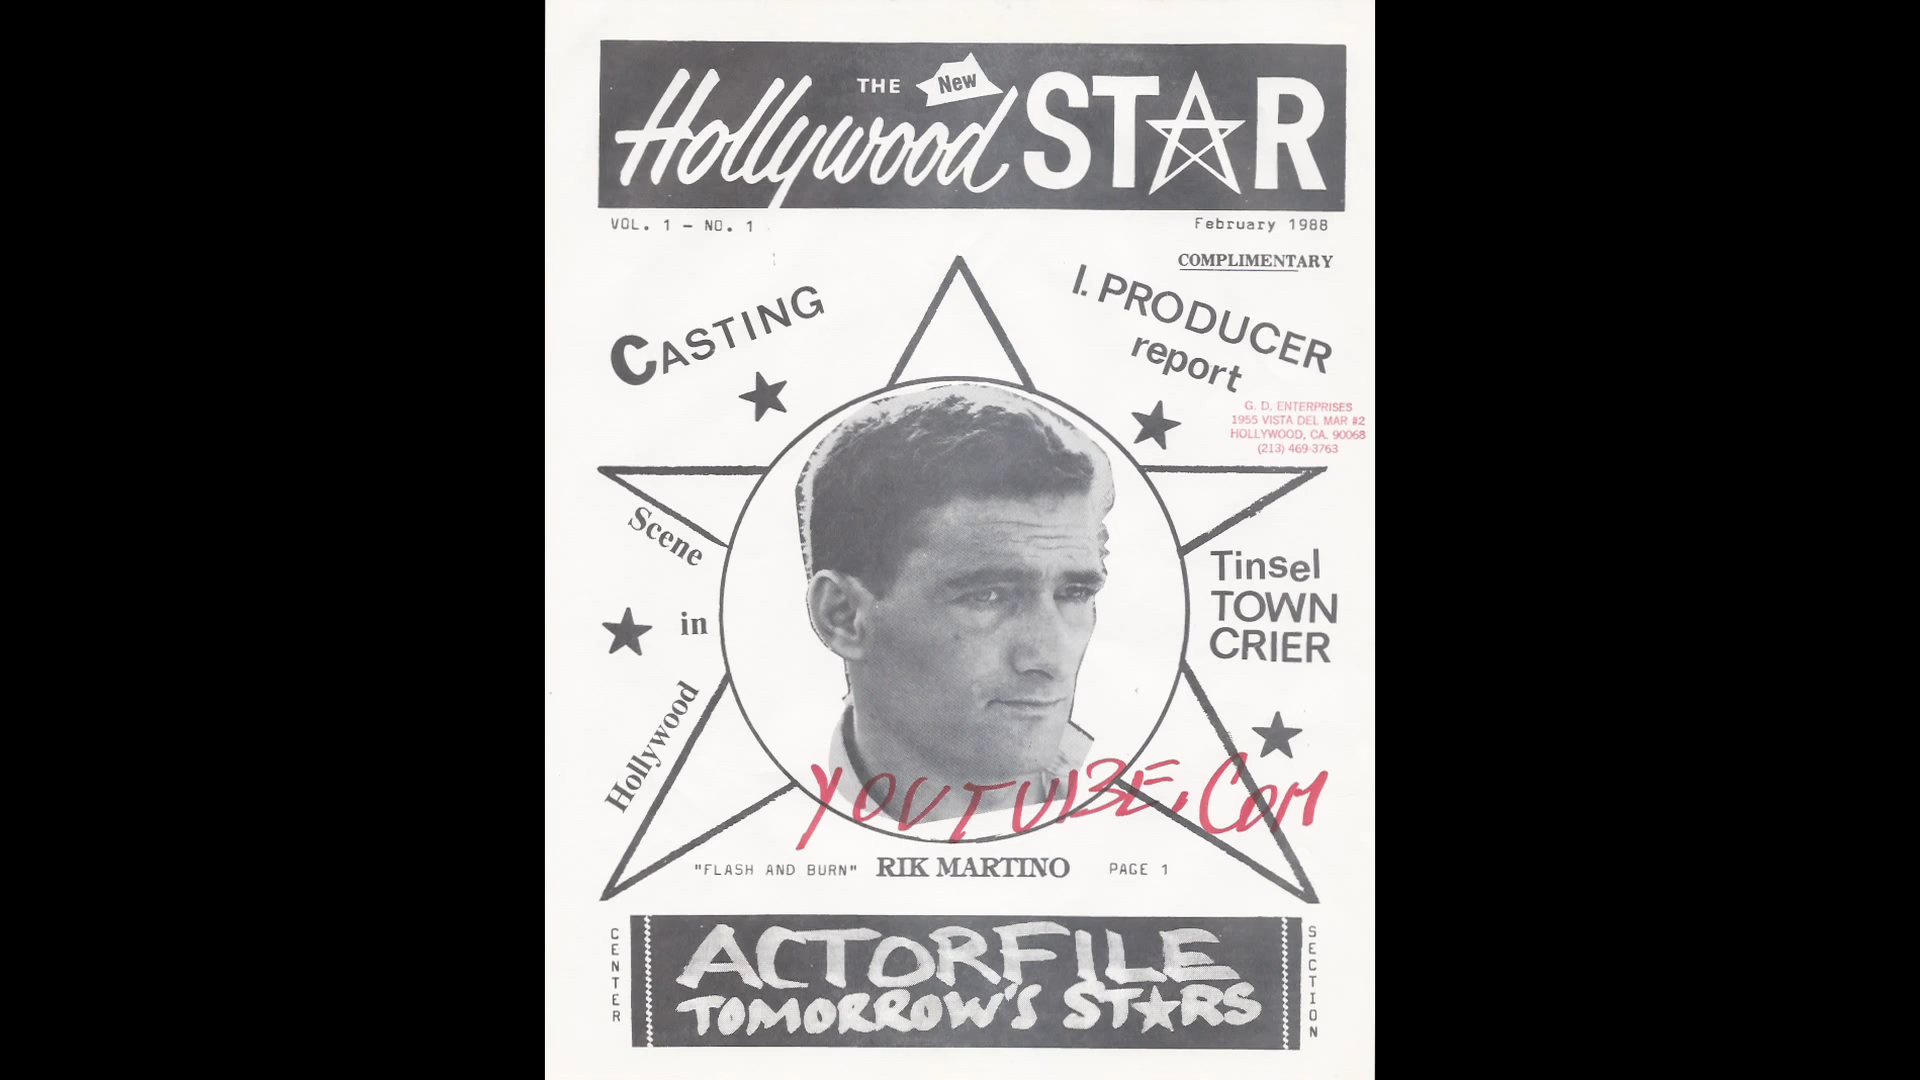 THE New
Hollywood STAR
VOL. 1 - NO. 1
February 1988
COMPLIMENTARY
CASTING
I. PRODUCER
report
G. D. ENTERPRISES
1955 VISTA DEL MAR #2
HOLLYWOOD, CA. 90068
(213) 469-3763
Scene
in
Hollywood
Tinsel
TOWN
CRIER
YOUTUBE.COM
"FLASH AND BURN" RIK MARTINO PAGE 1
CENTER
ACTORFILE
TOMORROW'S STARS
SECTION